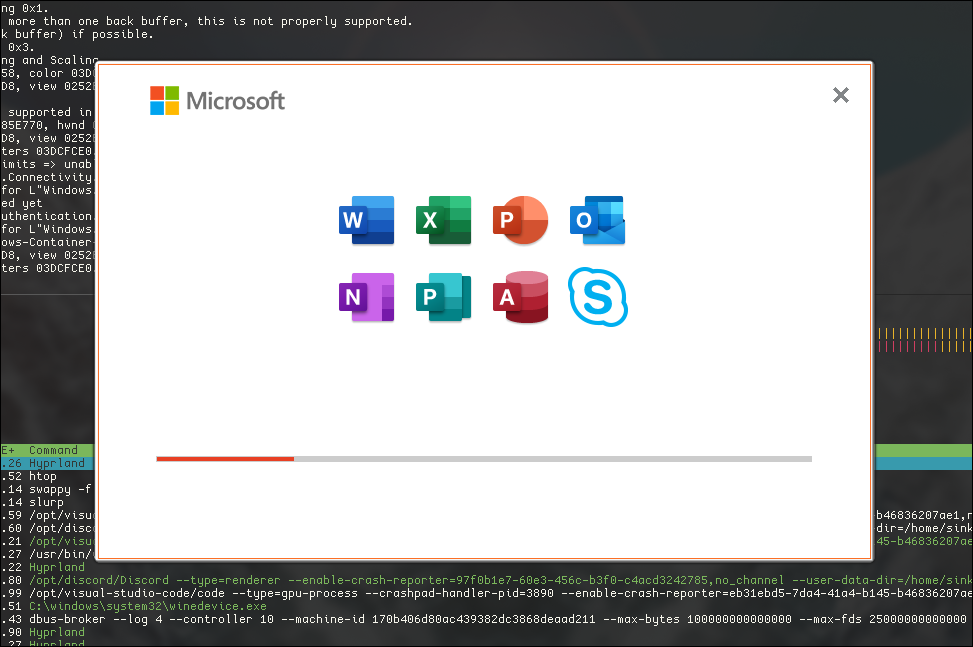 ng 0x1.
more than one back buffer, this is not properly supported.
k buffer) if possible.
0x3.
ng and Scaling
58, color 03DC
D8, view 0252
supported in
85E770, hwnd
D8, view 0252
ters 03DCFCE0
imits => unab
.Connectivity
for L"Windows.
ed yet
uthentication.
for L"Windows.
ows-Container-
D8, view 0252
ters 03DCFCE0.
Microsoft
W X P O
N P A S
E+ Command
.26 Hyprland
.52 htop
.14 swappy -f
.14 slurp
.59 /opt/visu b46836207ae1,n
.60 /opt/disc dir=/home/sink
.21 /opt/visu 45-b46836207ae
.27 /usr/bin/
.22 Hyprland
.80 /opt/discord/Discord --type=renderer --enable-crash-reporter=97f0b1e7-60e3-456c-b3f0-c4acd3242785,no_channel --user-data-dir=/home/sink
.99 /opt/visual-studio-code/code --type=gpu-process --crashpad-handler-pid=3890 --enable-crash-reporter=eb31ebd5-7da4-41a4-b145-b46836207ae
.51 C:\windows\system32\winedevice.exe
.43 dbus-broker --log 4 --controller 10 --machine-id 170b406d80ac439382dc3868deaad211 --max-bytes 100000000000000 --max-fds 25000000000000
.90 Hyprland
.27 Hyprland